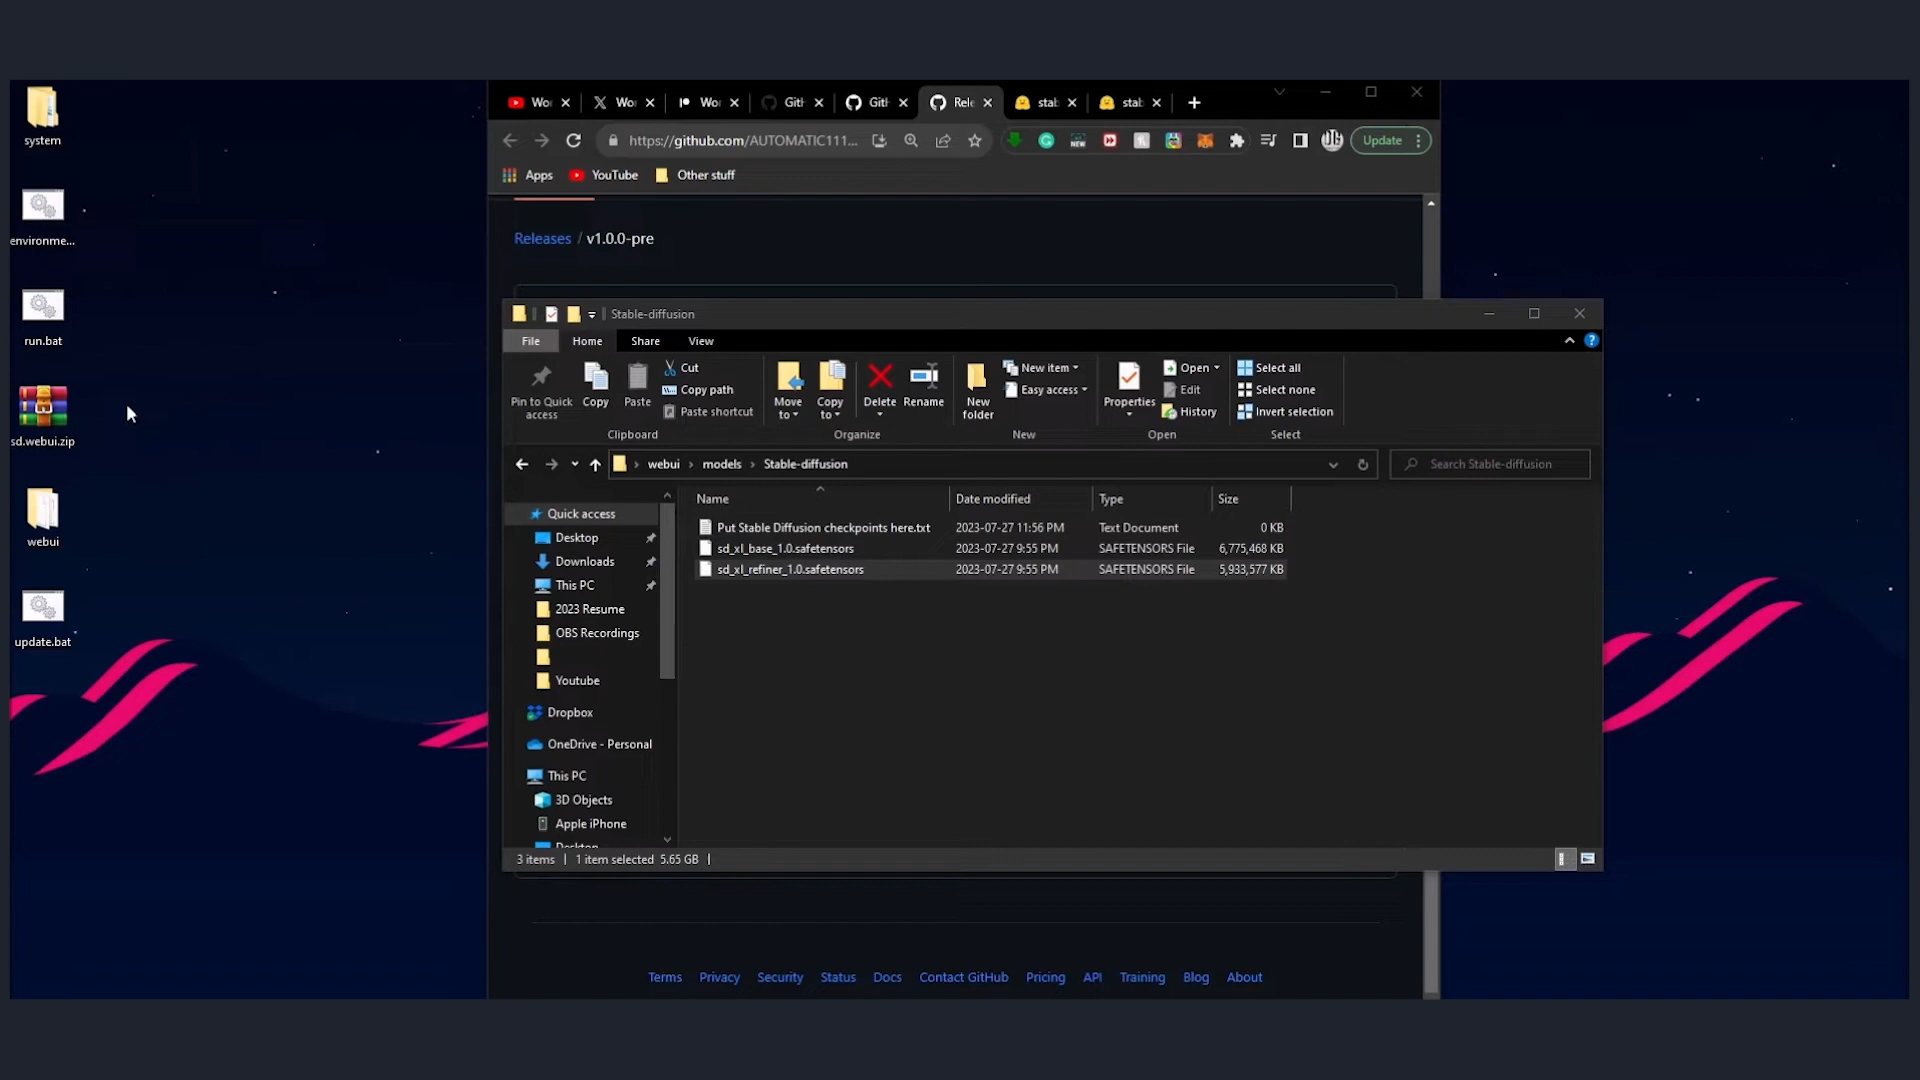 system
environme...
run.bat
sd.webui.zip
webui
update.bat
Wo
Wo
Wo
Git
Git
Rele
stab
stab
https://github.com/AUTOMATIC111...
NEW
Update
Apps
YouTube
Other stuff
Releases / v1.0.0-pre
Stable-diffusion
File
Home
Share
View
Pin to Quick access
Copy
Paste
Cut
Copy path
Paste shortcut
Clipboard
Move to
Copy to
Delete
Rename
Organize
New folder
New item
Easy access
New
Properties
Open
Edit
History
Open
Select all
Select none
Invert selection
Select
webui › models › Stable-diffusion
Search Stable-diffusion
Name Date modified Type Size
Put Stable Diffusion checkpoints here.txt 2023-07-27 11:56 PM Text Document 0 KB
sd_xl_base_1.0.safetensors 2023-07-27 9:55 PM SAFETENSORS File 6,775,468 KB
sd_xl_refiner_1.0.safetensors 2023-07-27 9:55 PM SAFETENSORS File 5,933,577 KB
Quick access
Desktop
Downloads
This PC
2023 Resume
OBS Recordings
Youtube
Dropbox
OneDrive - Personal
This PC
3D Objects
Apple iPhone
Desktop
3 items
1 item selected 5.65 GB
Terms Privacy Security Status Docs Contact GitHub Pricing API Training Blog About